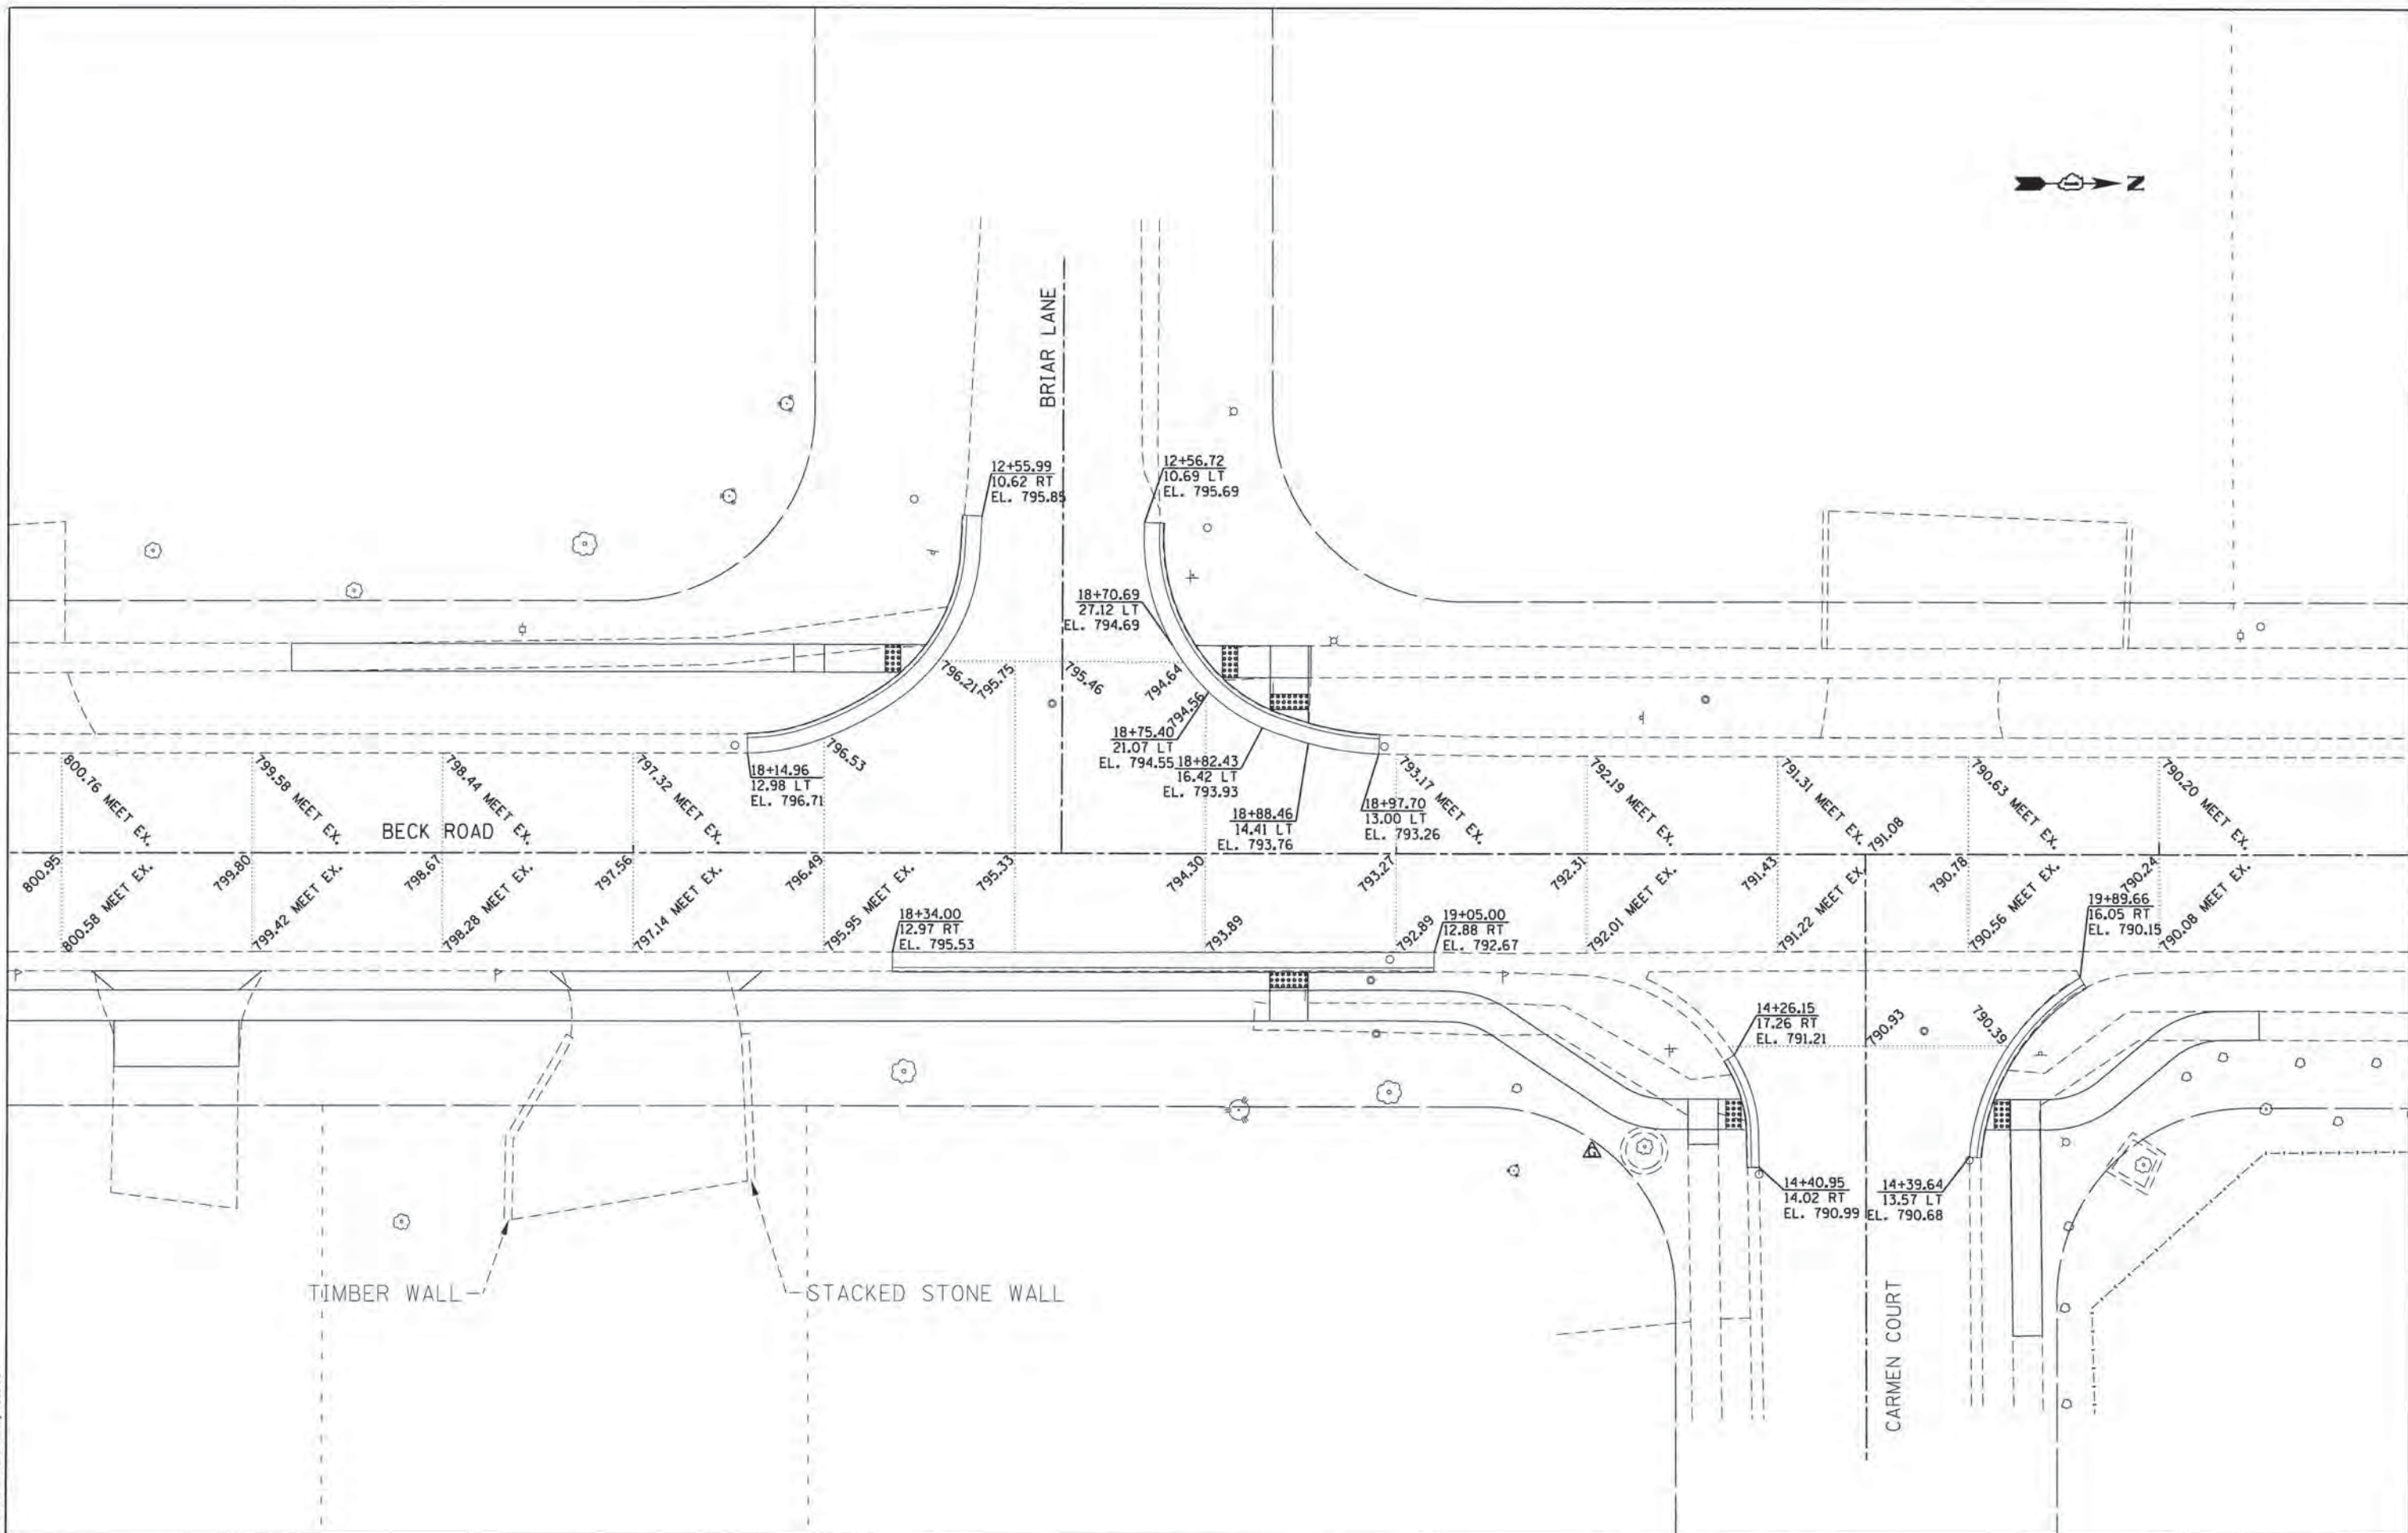 N
BRIAR LANE
12+55.99
10.62 RT
EL. 795.85
12+56.72
10.69 LT
EL. 795.69
18+70.69
27.12 LT
EL. 794.69
796.21
795.75
795.46
794.64
794.56
18+75.40
21.07 LT
EL. 794.55
18+82.43
16.42 LT
EL. 793.93
18+88.46
14.41 LT
EL. 793.76
18+97.70
13.00 LT
EL. 793.26
18+14.96
12.98 LT
EL. 796.71
796.53
800.76 MEET EX.
799.58 MEET EX.
798.44 MEET EX.
797.32 MEET EX.
793.17 MEET EX.
792.19 MEET EX.
791.31 MEET EX.
791.08
790.63 MEET EX.
790.20 MEET EX.
BECK ROAD
800.95
799.80
798.67
797.56
796.49
795.33
794.30
793.27
792.31
791.43
790.78
790.24
800.58 MEET EX.
799.42 MEET EX.
798.28 MEET EX.
797.14 MEET EX.
795.95 MEET EX.
793.89
792.89
792.01 MEET EX.
791.22 MEET EX.
790.56 MEET EX.
790.08 MEET EX.
18+34.00
12.97 RT
EL. 795.53
19+05.00
12.88 RT
EL. 792.67
19+89.66
16.05 RT
EL. 790.15
14+26.15
17.26 RT
EL. 791.21
790.93
790.39
G
14+40.95
14.02 RT
EL. 790.99
14+39.64
13.57 LT
EL. 790.68
TIMBER WALL
STACKED STONE WALL
CARMEN COURT